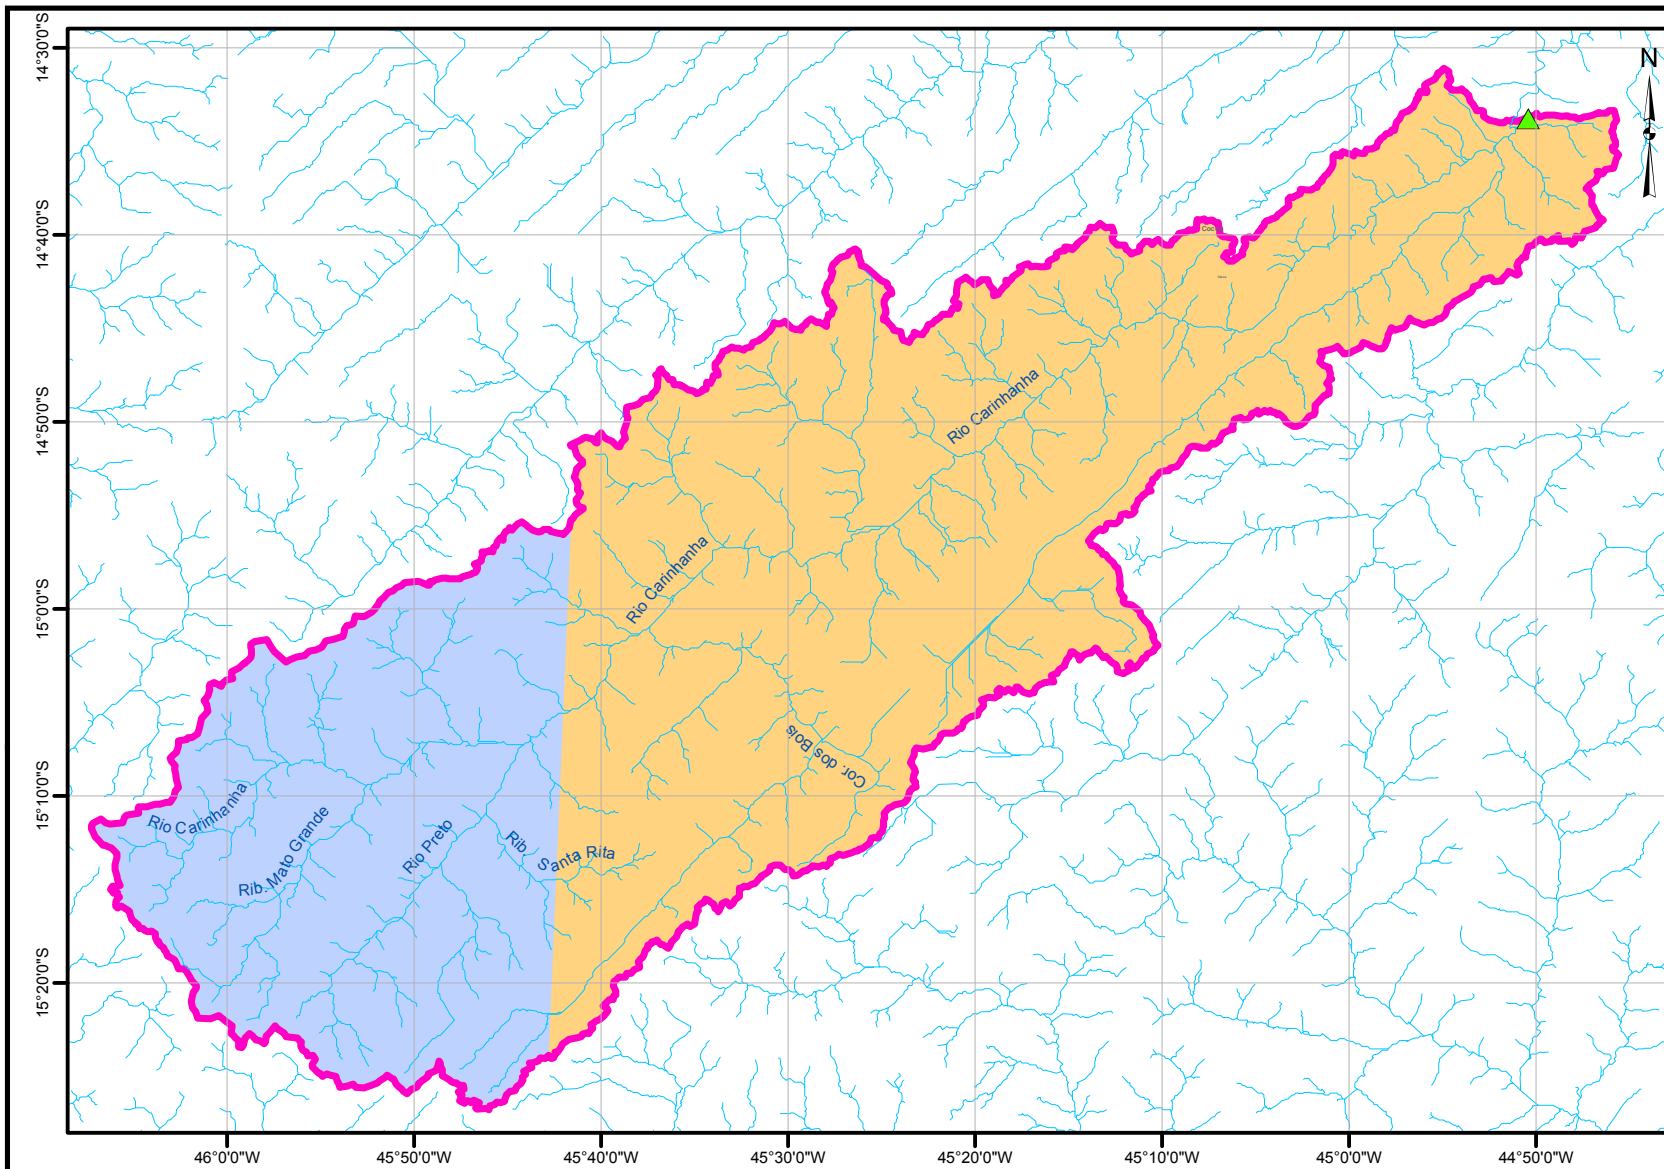 N
14°30'0"S
14°40'0"S
14°50'0"S
15°0'0"S
15°10'0"S
15°20'0"S
Rio Carinhanha
Rio Carinhanha
Cor. dos Bois
Rio Carinhanha
Rib. Mato Grande
Rio Preto
Rib
Santa Rita
46°0'0"W
45°50'0"W
45°40'0"W
45°30'0"W
45°20'0"W
45°10'0"W
45°0'0"W
44°50'0"W